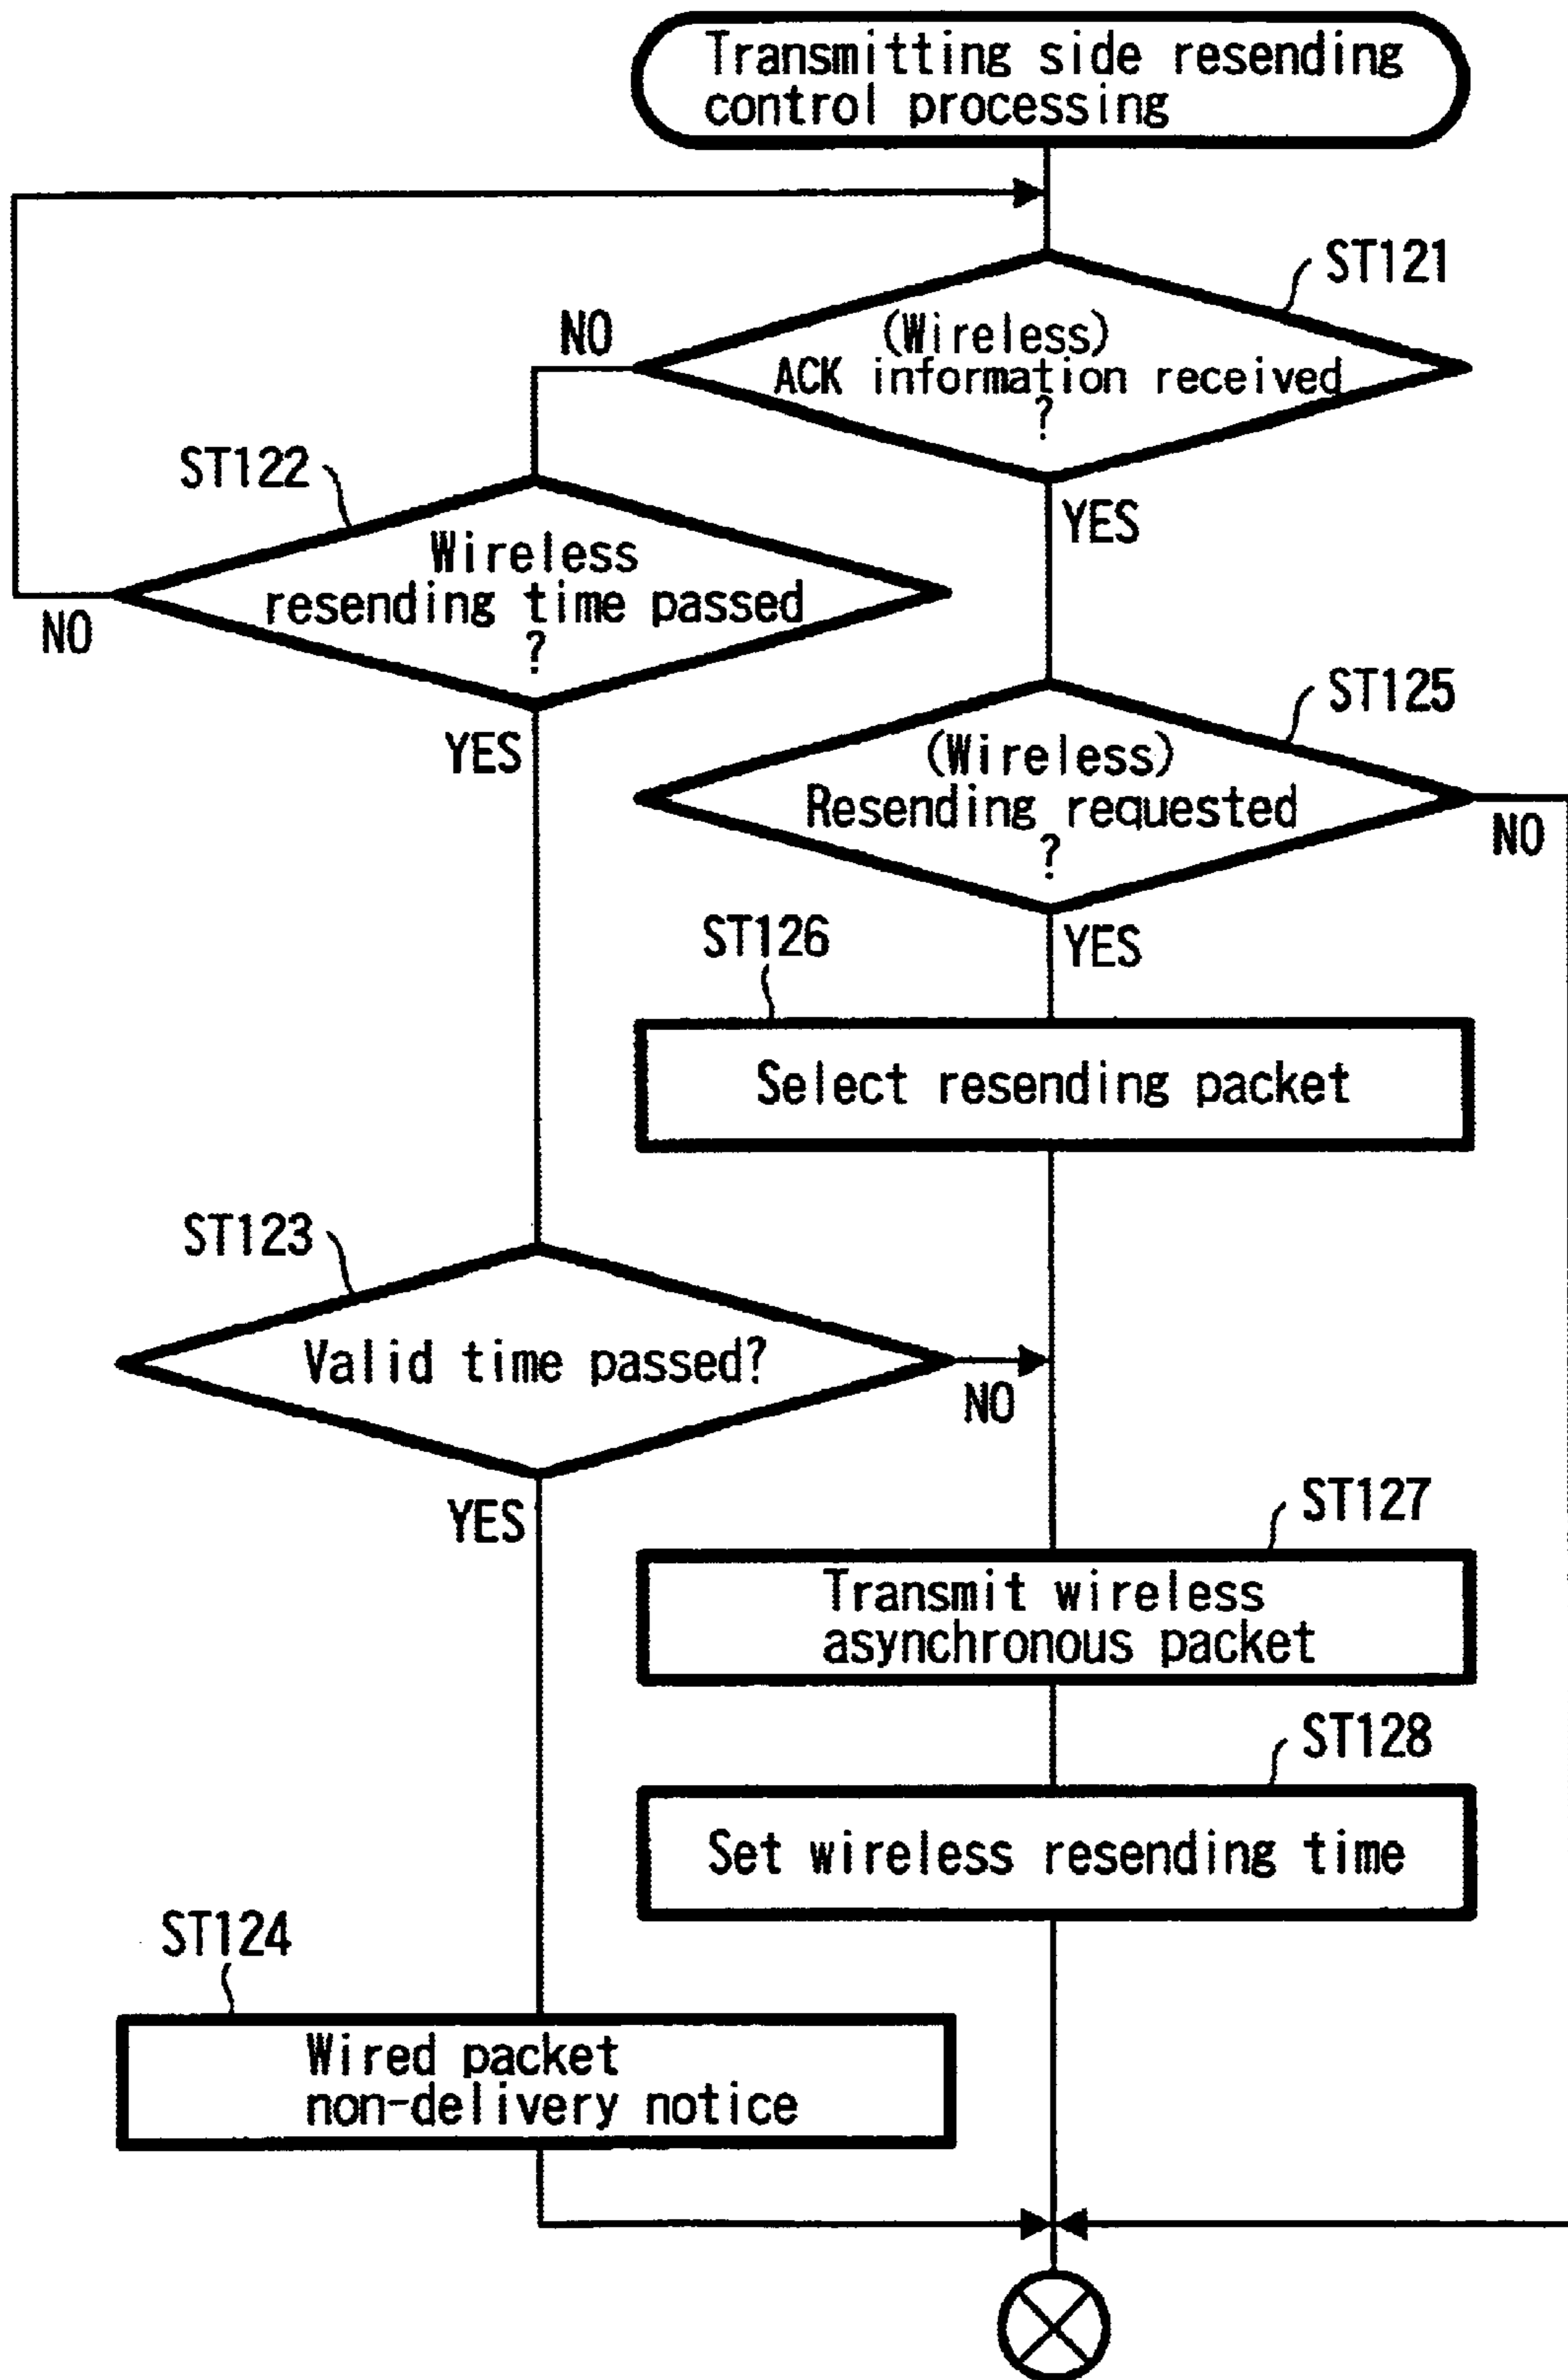 Transmitting side resending
control processing
ST121
NO
(Wireless)
ACK information received
?
ST122
YES
Wireless
resending time passed
?
NO
ST125
YES
(Wireless)
Resending requested
?
NO
ST126
YES
Select resending packet
ST123
Valid time passed?
NO
YES
ST127
Transmit wireless
asynchronous packet
ST128
Set wireless resending time
ST124
Wired packet
non-delivery notice